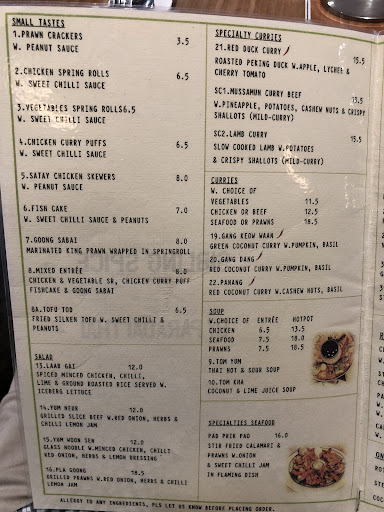 SMALL TASTES
1.PRAWN CRACKERS
W. PEANUT SAUCE 3.5
2.CHICKEN SPRING ROLLS 6.5
W. SWEET CHILLI SAUCE
3.VEGETABLES SPRING ROLLS6.5
W. SWEET CHILLI SAUCE
4.CHICKEN CURRY PUFFS 6.5
W. SWEET CHILLI SAUCE
5.SATAY CHICKEN SKEWERS 8.0
W. PEANUT SAUCE
6.FISH CAKE 7.0
W. SWEET CHILLI SAUCE & PEANUTS
7.GOONG SABAI 8.0
MARINATED KING PRAWN WRAPPED IN SPRINGROLL
8.MIXED ENTRÉE 8.0
CHICKEN & VEGETABLE SR, CHICKEN CURRY PUFF
FISHCAKE & GOONG SABAI
8A.TOFU TOD 6.5
FRIED SILKEN TOFU W. SWEET CHILLI &
PEANUTS
SALAD
13.LAAB GAI 12.0
SPICED MINCED CHICKEN, CHILLI,
LIME & GROUND ROASTED RICE SERVED W.
ICEBERG LETTUCE
14.YUM NEUR 12.0
GRILLED SLICE BEEF W.RED ONION, HERBS &
CHILLI LEMON JAM
15.YUM WOON SEN 12.0
GLASS NOODLE W.MINCED CHICKEN, CHILLI
RED ONION, HERBS & LEMON DRESSING
16.PLA GOONG 18.5
GRILLED PRAWNS W.RED ONION, HERBS & CHILLI
LEMON JAM
SPECIALTY CURRIES
21.RED DUCK CURRY 15.5
ROASTED PEKING DUCK W.APPLE, LYCHEE &
CHERRY TOMATO
SC1.MUSSAMUN CURRY BEEF 15.5
W.PINEAPPLE, POTATOES, CASHEW NUTS & CRISPY
SHALLOTS (MILD-CURRY)
SC2.LAMB CURRY 15.5
SLOW COOKED LAMB W.POTATOES
& CRISPY SHALLOTS (MILD-CURRY)
CURRIES
W. CHOICE OF
VEGETABLES 11.5
CHICKEN OR BEEF 12.5
SEAFOOD OR PRAWNS 18.5
19.GANG KEOW WAAN
GREEN COCONUT CURRY W.PUMPKIN, BASIL
20.GANG DANG
RED COCONUT CURRY W.PUMPKIN, BASIL
22.PANANG
RED COCONUT CURRY W.CASHEW NUTS, BASIL
SOUP
W.CHOICE OF ENTRÉE HOTPOT
CHICKEN 6.5 13.5
SEAFOOD 7.5 18.0
PRAWNS 7.5 18.5
9.TOM YUM
THAI HOT & SOUR SOUP
10.TOM KHA
COCONUT & LIME JUICE SOUP
SPECIALTIES SEAFOOD
PAD PRIK PAO 16.0
STIR FRIED CALAMARI &
PRAWNS W.ONION
& SWEET CHILLI JAM
IN FLAMING DISH
ALLERGY TO ANY INGREDIENTS, PLS LET US KNOW BEFORE PLACING ORDER.